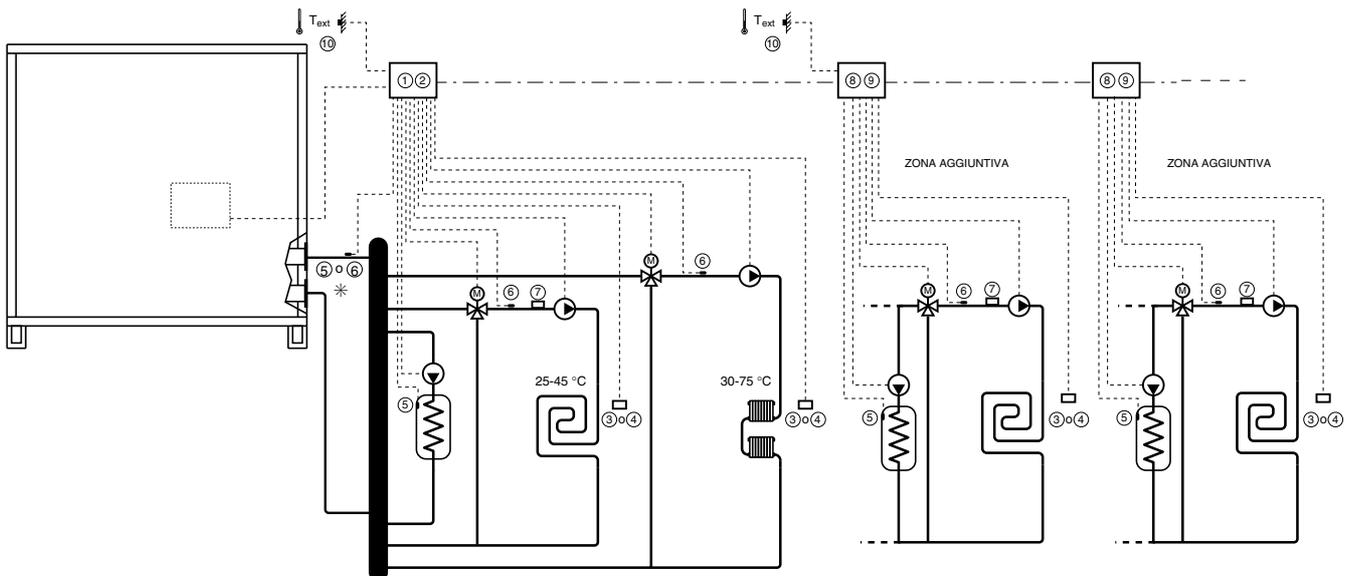 Text
10
Text
10
1 2
8 9
8 9
ZONA AGGIUNTIVA
ZONA AGGIUNTIVA
5 o 6
✳
M
6
M
6 7
M
6 7
M
6 7
25-45 °C
30-75 °C
5
3 o 4
3 o 4
5
3 o 4
5
3 o 4